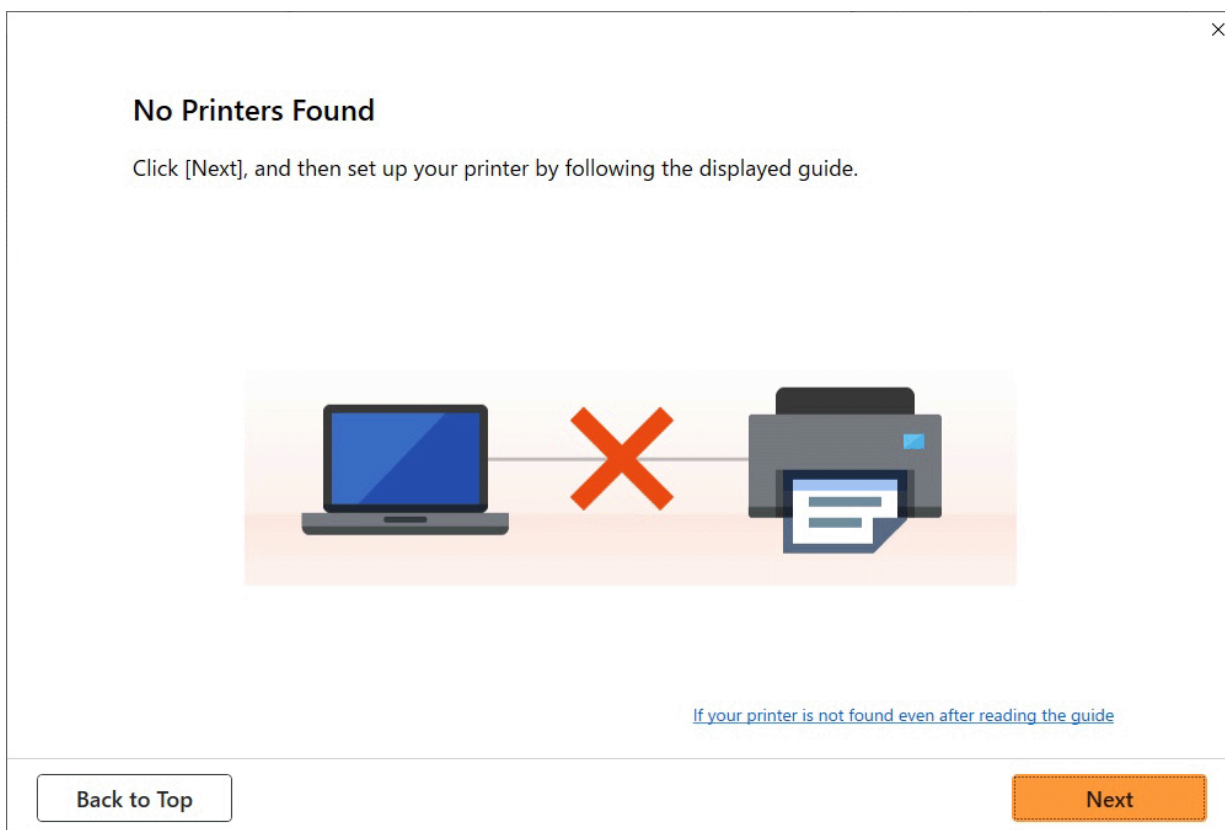 No Printers Found
Click [Next], and then set up your printer by following the displayed guide.
If your printer is not found even after reading the guide
Back to Top
Next